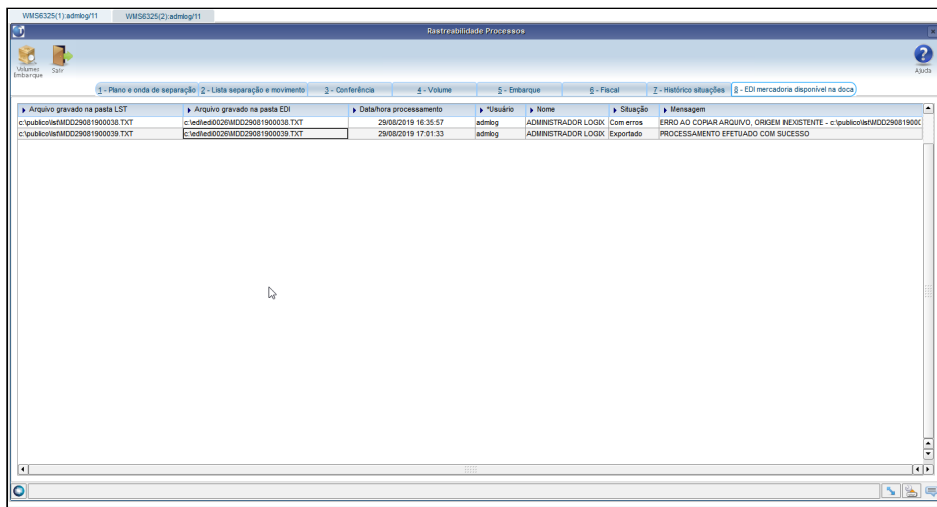 WMS6325(1):admlog/11 WMS6325(2):admlog/11
Rastreabilidade Processos
Volumes Embarque Sair Ajuda
1 - Plano e onda de separação 2 - Lista separação e movimento 3 - Conferência 4 - Volume 5 - Embarque 6 - Fiscal 7 - Histórico situações 8 - EDI mercadoria disponível na doca
Arquivo gravado na pasta LST Arquivo gravado na pasta EDI Data/hora processamento *Usuário Nome Situação Mensagem
c:\publico\lst\MDD29081900038.TXT c:\edi\edi0026\MDD29081900038.TXT 29/08/2019 16:35:57 admlog ADMINISTRADOR LOGIX Com erros ERRO AO COPIAR ARQUIVO, ORIGEM INEXISTENTE - c:\publico\lst\MDD29081900
c:\publico\lst\MDD29081900039.TXT c:\edi\edi0026\MDD29081900039.TXT 29/08/2019 17:01:33 admlog ADMINISTRADOR LOGIX Exportado PROCESSAMENTO EFETUADO COM SUCESSO